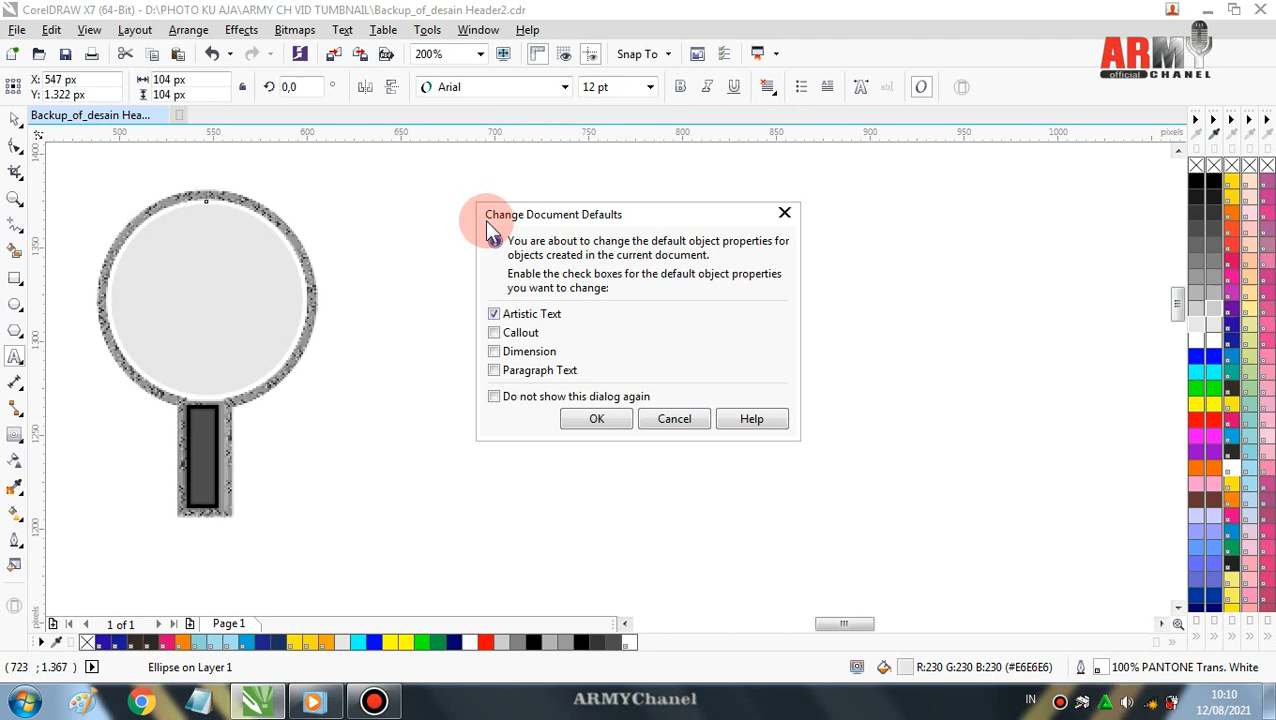 CorelDRAW X7 (64-Bit) - D:\PHOTO KU AJA\ARMY CH VID TUMBNAIL\Backup_of_desain Header2.cdr
File Edit View Layout Arrange Effects Bitmaps Text Table Tools Window Help
200% Snap To
ARMY
official CHANEL
X: 547 px 104 px 0,0 ° Arial 12 pt
Y: 1.322 px 104 px
Backup_of_desain Hea...
500 550 600 650 700 750 800 850 900 950 1000 pixels
1400
1350
1300
1250
1200
pixels
Change Document Defaults
You are about to change the default object properties for
objects created in the current document.
Enable the check boxes for the default object properties
you want to change:
Artistic Text
Callout
Dimension
Paragraph Text
Do not show this dialog again
OK Cancel Help
1 of 1 Page 1
(723 ;1.367) Ellipse on Layer 1 R:230 G:230 B:230 (#E6E6E6) 100% PANTONE Trans. White
ARMYChanel
IN 10:10
12/08/2021